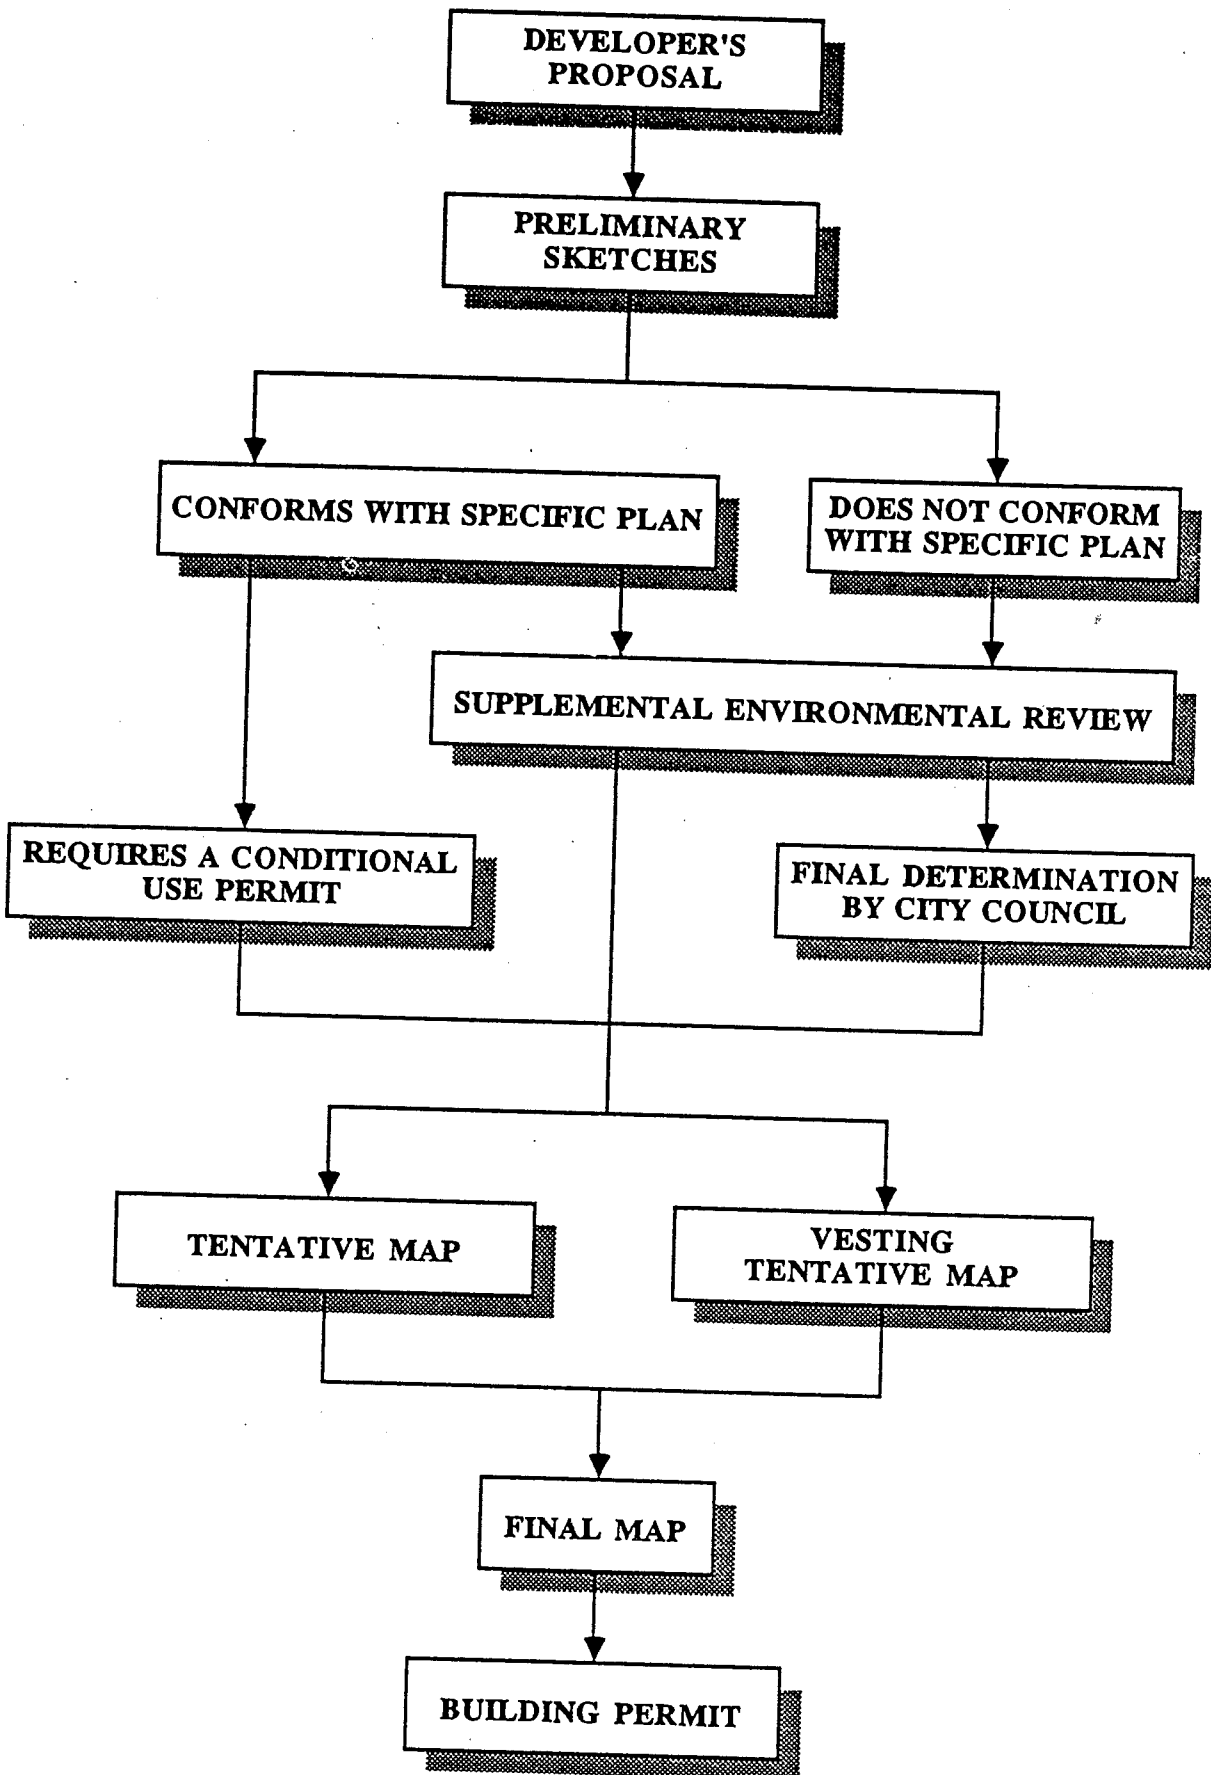 DEVELOPER'S
PROPOSAL
PRELIMINARY
SKETCHES
CONFORMS WITH SPECIFIC PLAN
DOES NOT CONFORM
WITH SPECIFIC PLAN
SUPPLEMENTAL ENVIRONMENTAL REVIEW
REQUIRES A CONDITIONAL
USE PERMIT
FINAL DETERMINATION
BY CITY COUNCIL
TENTATIVE MAP
VESTING
TENTATIVE MAP
FINAL MAP
BUILDING PERMIT